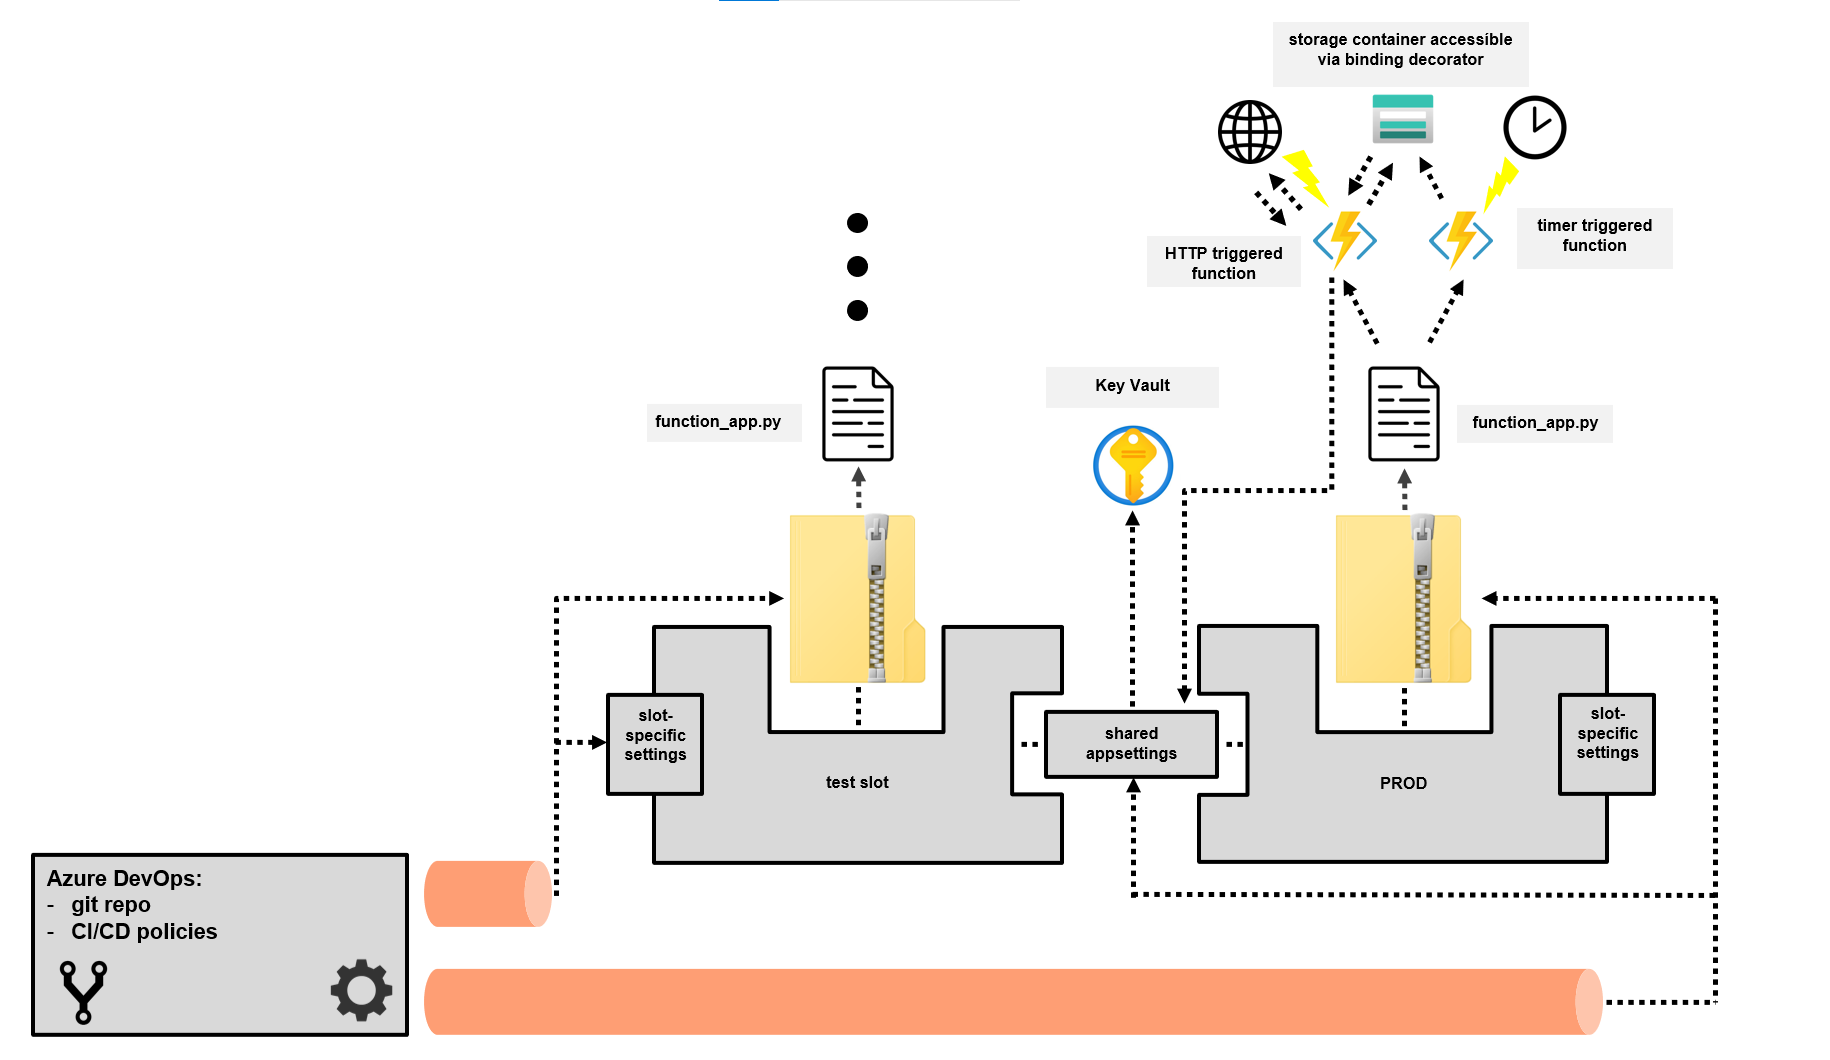 storage container accessible
via binding decorator
HTTP triggered
function
timer triggered
function
Key Vault
function_app.py
function_app.py
slot-
specific
settings
test slot
shared
appsettings
PROD
slot-
specific
settings
Azure DevOps:
- git repo
- CI/CD policies